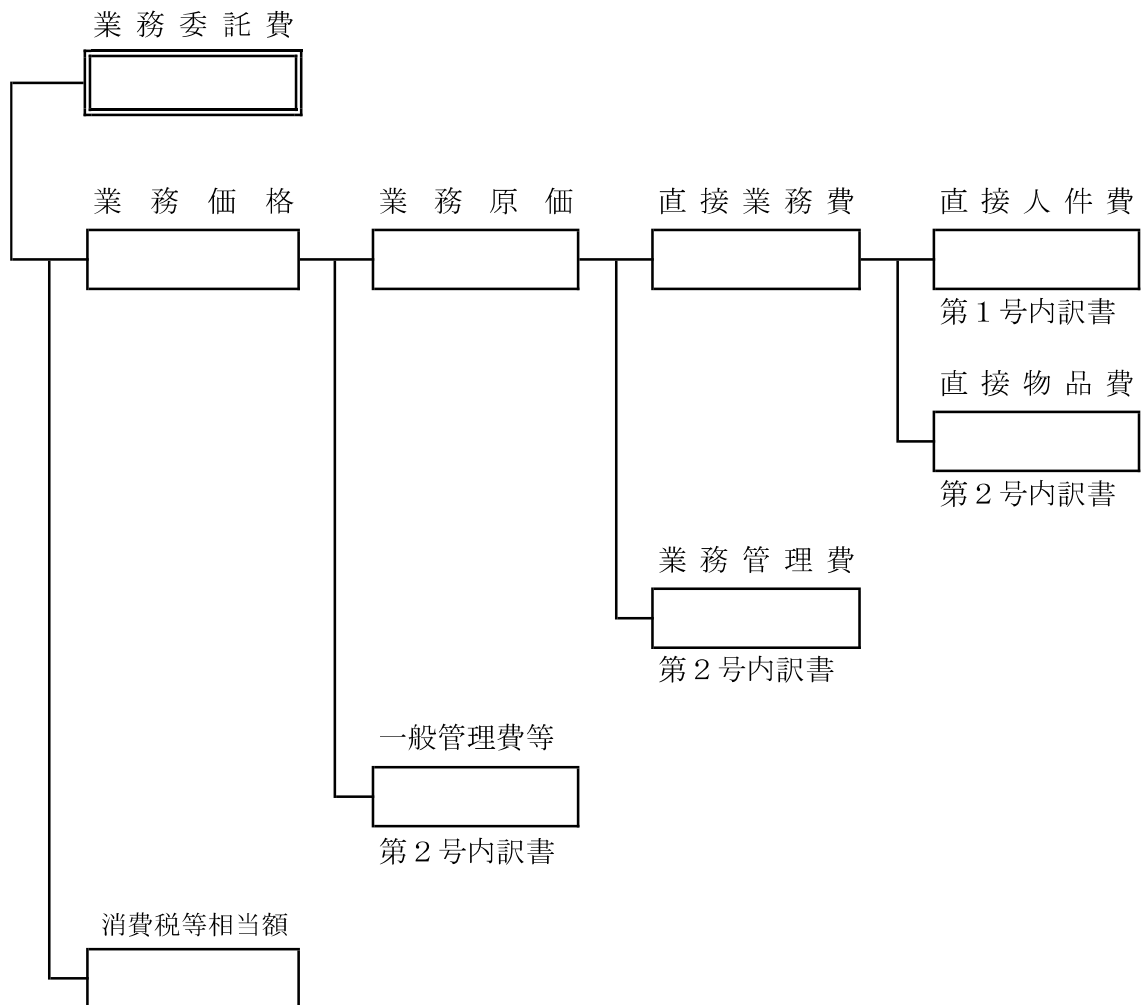 業務委託費
業務価格 業務原価 直接業務費 直接人件費
第１号内訳書
直接物品費
第２号内訳書
業務管理費
第２号内訳書
一般管理費等
第２号内訳書
消費税等相当額